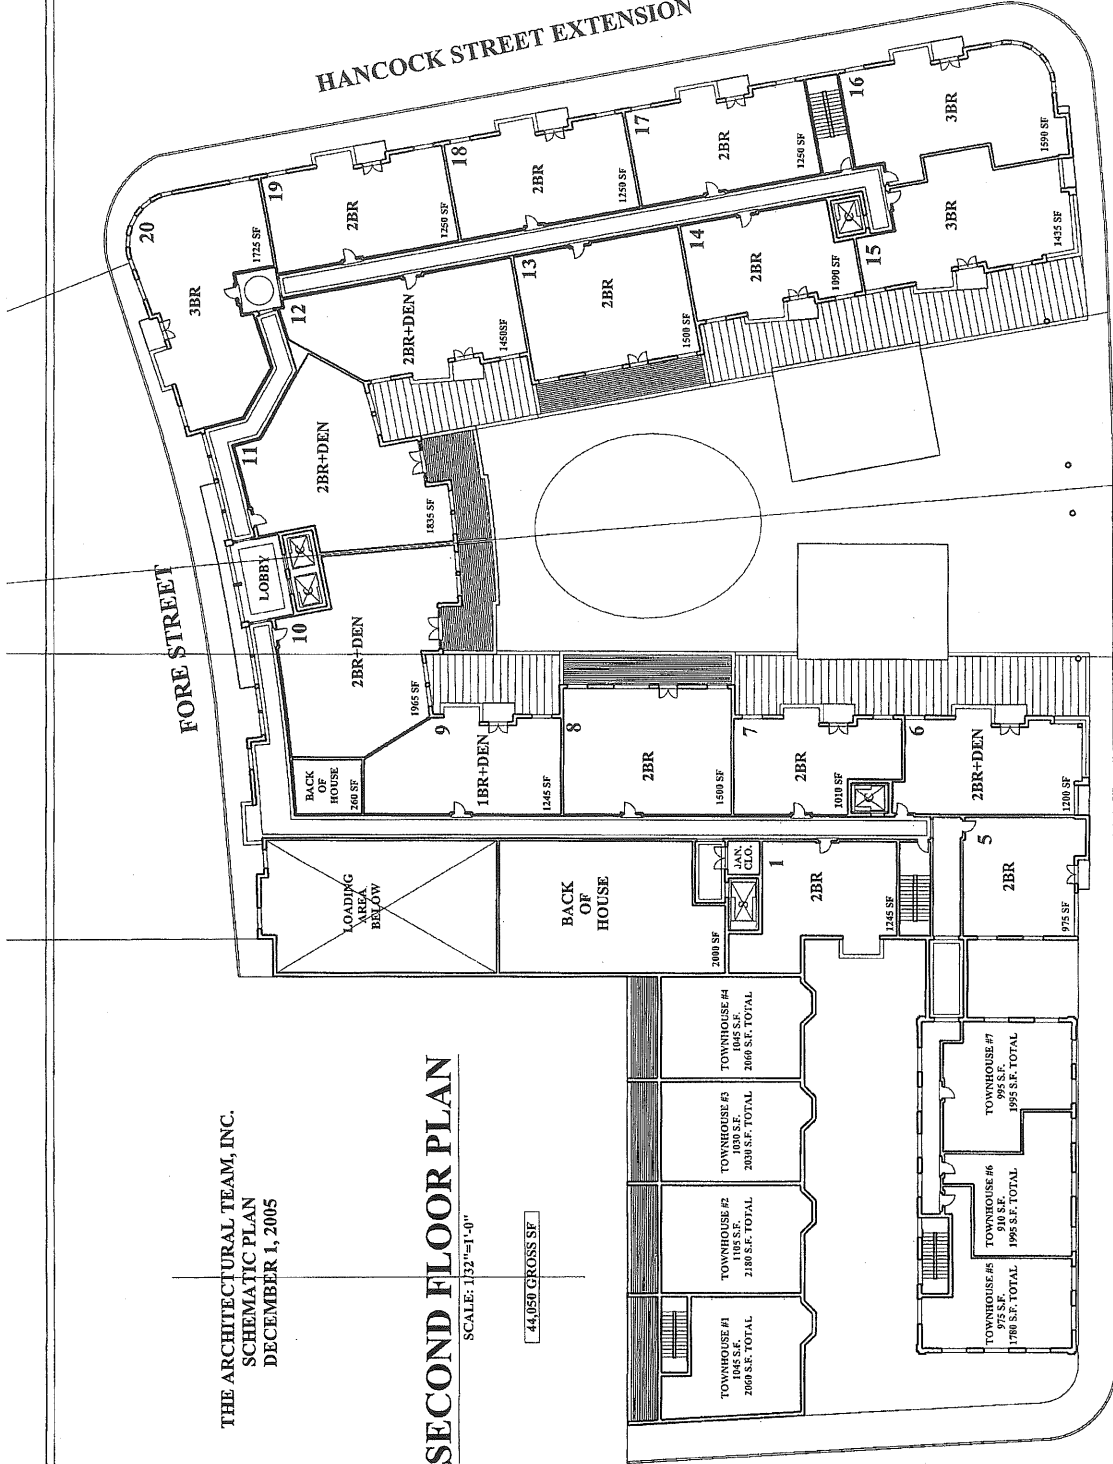 HANCOCK STREET EXTENSION
FORE STREET
20
3BR
1725 SF
19
2BR
1250 SF
18
2BR
1250 SF
17
2BR
1250 SF
16
3BR
1590 SF
15
3BR
1435 SF
14
2BR
1090 SF
13
2BR
1500 SF
12
2BR+DEN
1450SF
11
2BR+DEN
1835 SF
LOBBY
10
2BR+DEN
1965 SF
BACK
OF
HOUSE
260 SF
9
1BR+DEN
1245 SF
8
2BR
1500 SF
7
2BR
1010 SF
6
2BR+DEN
1200 SF
5
2BR
975 SF
LOADING
AREA
BELOW
BACK
OF
HOUSE
2000 SF
JAN.
CLO.
1
2BR
1245 SF
TOWNHOUSE #4
1045 S.F.
2060 S.F. TOTAL
TOWNHOUSE #3
1030 S.F.
2030 S.F. TOTAL
TOWNHOUSE #2
1105 S.F.
2180 S.F. TOTAL
TOWNHOUSE #1
1045 S.F.
2060 S.F. TOTAL
TOWNHOUSE #7
995 S.F.
1995 S.F. TOTAL
TOWNHOUSE #6
910 S.F.
1995 S.F. TOTAL
TOWNHOUSE #5
975 S.F.
1780 S.F. TOTAL
THE ARCHITECTURAL TEAM, INC.
SCHEMATIC PLAN
DECEMBER 1, 2005
SECOND FLOOR PLAN
SCALE: 1/32"=1'-0"
44,050 GROSS SF